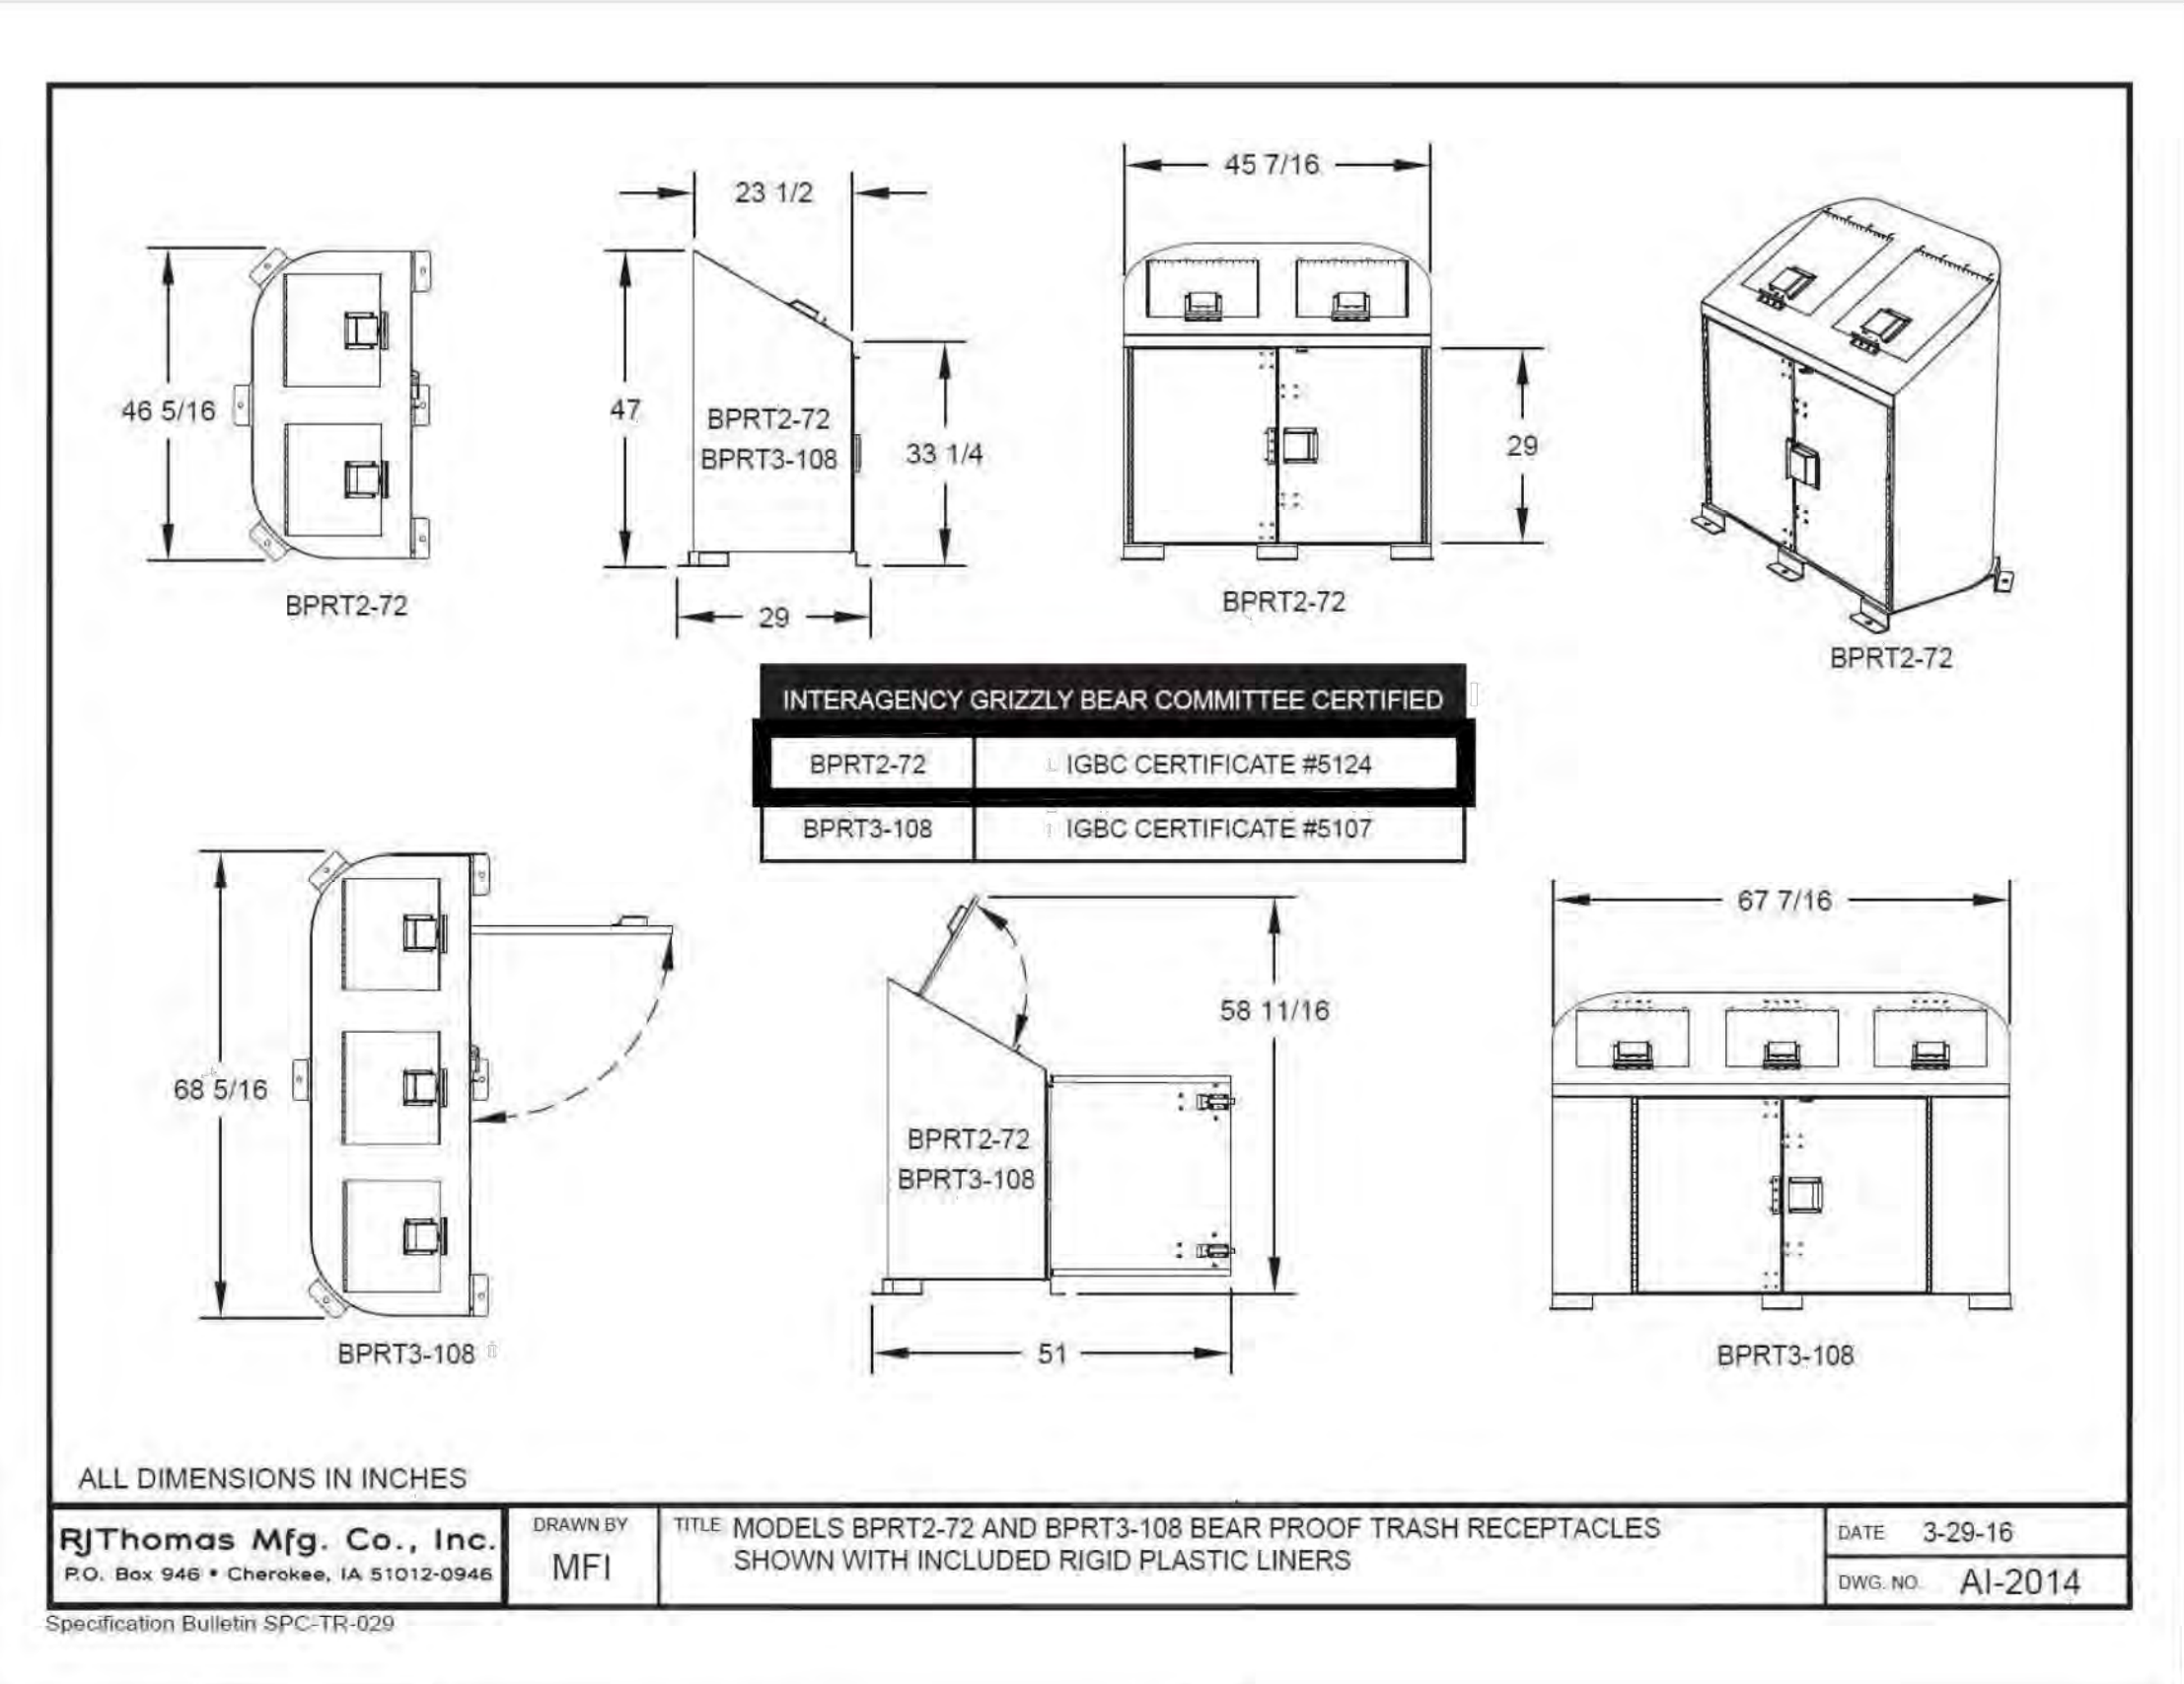 45 7/16
23 1/2
46 5/16
47
BPRT2-72
BPRT3-108
33 1/4
29
BPRT2-72
29
BPRT2-72
BPRT2-72
INTERAGENCY GRIZZLY BEAR COMMITTEE CERTIFIED
BPRT2-72 IGBC CERTIFICATE #5124
BPRT3-108 IGBC CERTIFICATE #5107
67 7/16
58 11/16
68 5/16
BPRT2-72
BPRT3-108
BPRT3-108
51
BPRT3-108
ALL DIMENSIONS IN INCHES
RJThomas Mfg. Co., Inc.
P.O. Box 946 • Cherokee, IA 51012-0946
DRAWN BY
MFI
TITLE MODELS BPRT2-72 AND BPRT3-108 BEAR PROOF TRASH RECEPTACLES
SHOWN WITH INCLUDED RIGID PLASTIC LINERS
DATE 3-29-16
DWG. NO. AI-2014
Specification Bulletin SPC-TR-029